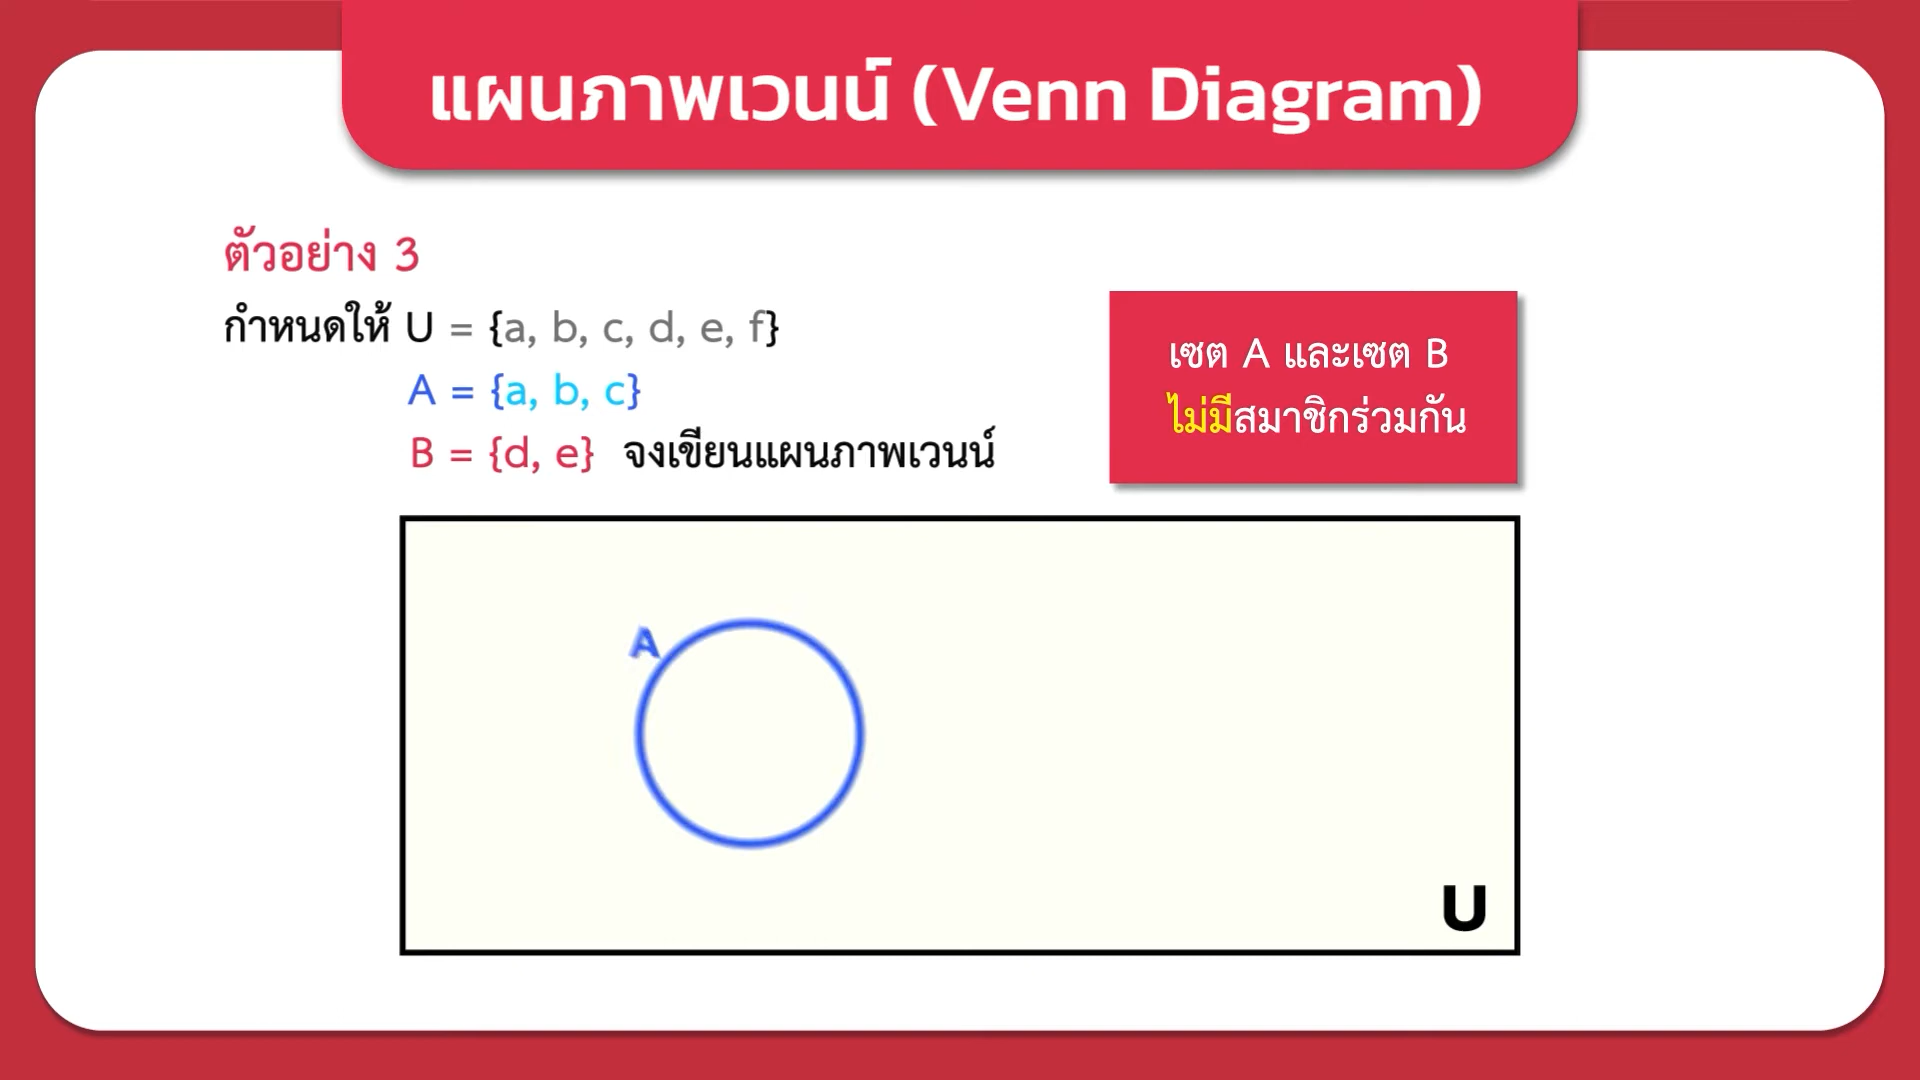 แผนภาพเวนน์ (Venn Diagram)
ตัวอย่าง 3
กำหนดให้ U = {a, b, c, d, e, f}
A = {a, b, c}
B = {d, e} จงเขียนแผนภาพเวนน์
เซต A และเซต B
ไม่มีสมาชิกร่วมกัน
A
U